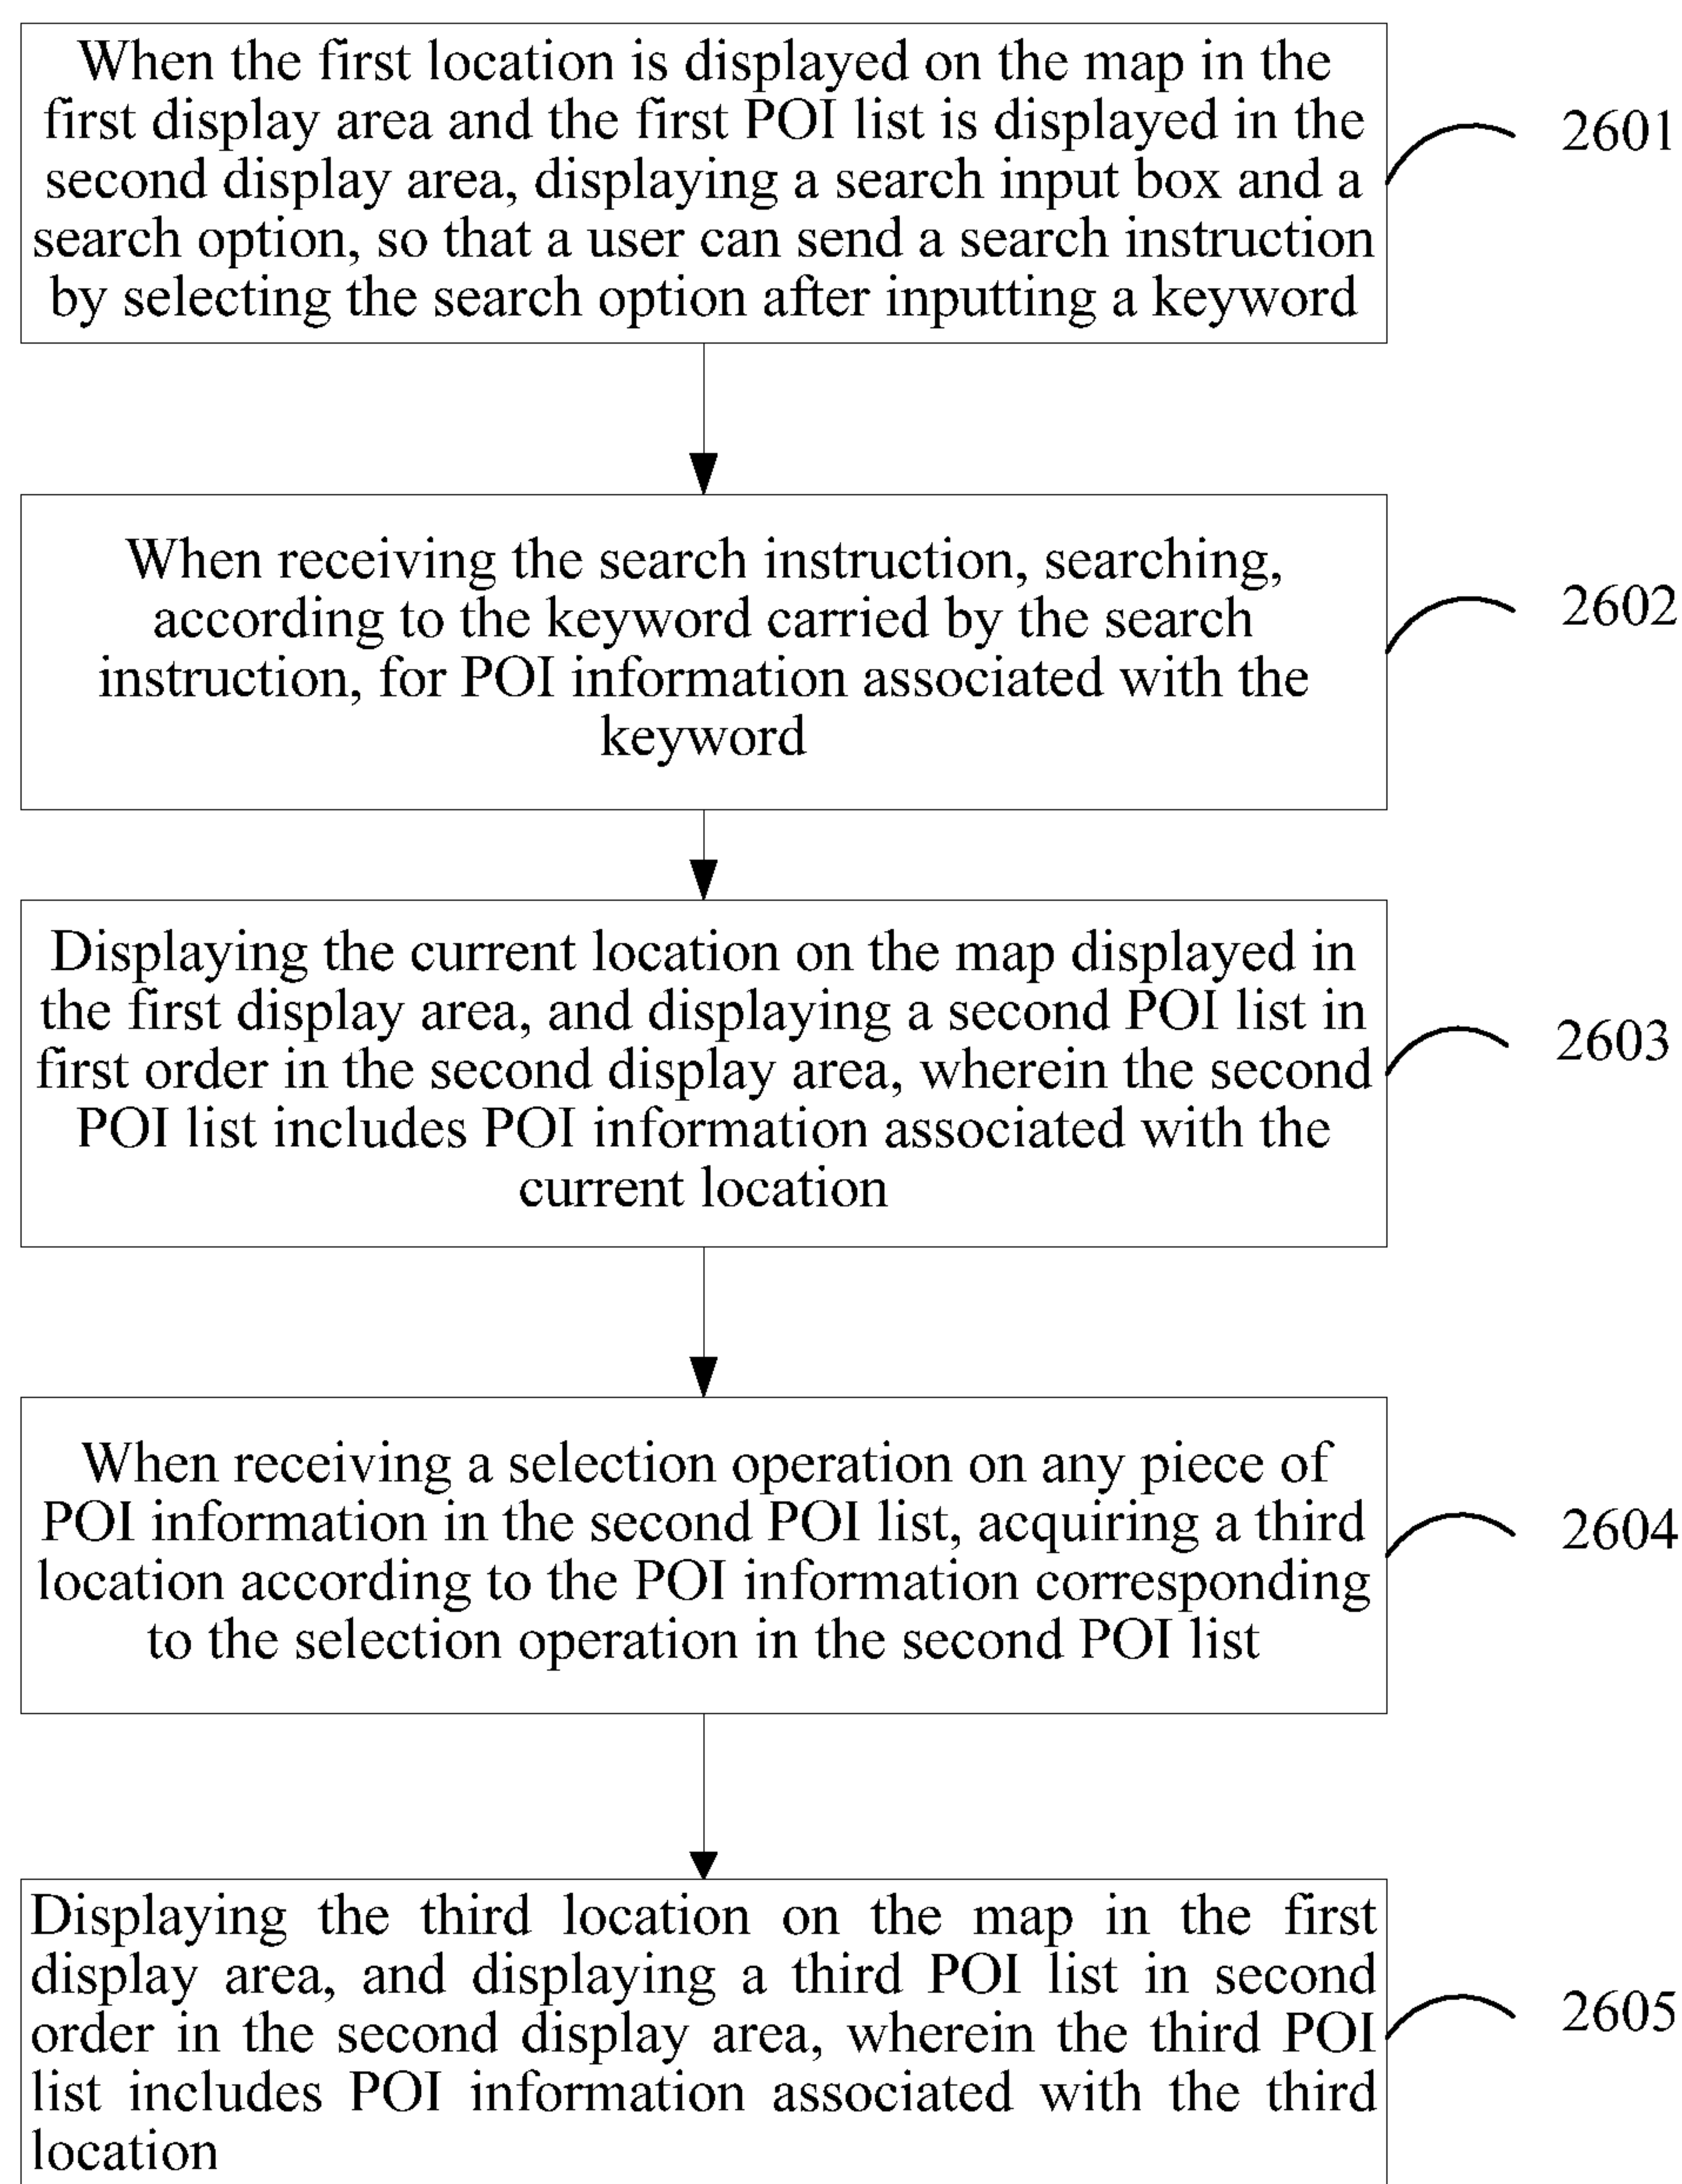 When the first location is displayed on the map in the
first display area and the first POI list is displayed in the
second display area, displaying a search input box and a
search option, so that a user can send a search instruction
by selecting the search option after inputting a keyword
2601
When receiving the search instruction, searching,
according to the keyword carried by the search
instruction, for POI information associated with the
keyword
2602
Displaying the current location on the map displayed in
the first display area, and displaying a second POI list in
first order in the second display area, wherein the second
POI list includes POI information associated with the
current location
2603
When receiving a selection operation on any piece of
POI information in the second POI list, acquiring a third
location according to the POI information corresponding
to the selection operation in the second POI list
2604
Displaying the third location on the map in the first
display area, and displaying a third POI list in second
order in the second display area, wherein the third POI
list includes POI information associated with the third
location
2605